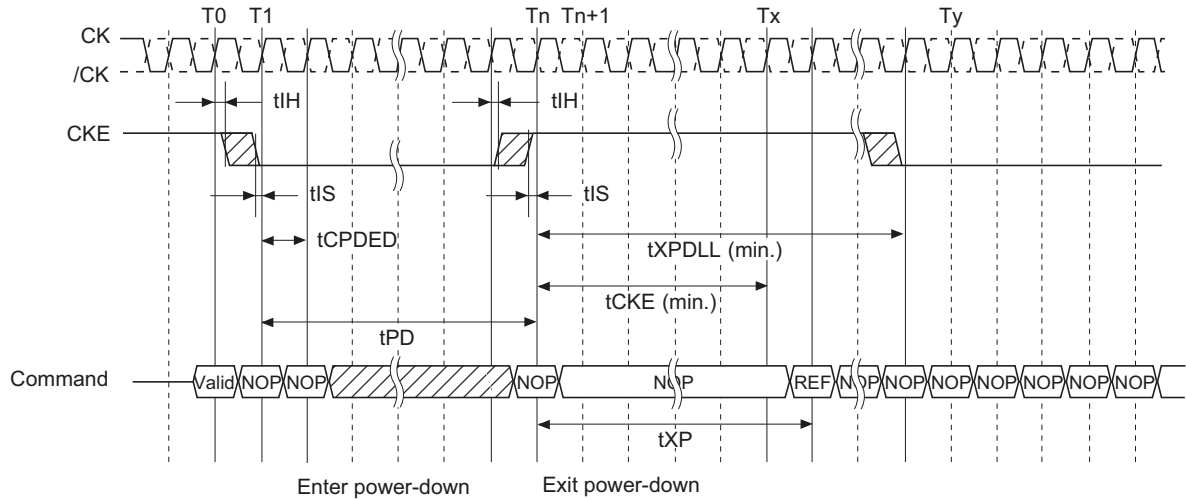 T0 T1 Tn Tn+1 Tx Ty
CK
/CK
tIH tIH
CKE
tIS tIS
tCPDED
tXPDLL (min.)
tCKE (min.)
tPD
Command Valid NOP NOP NOP NOP REF NOP NOP NOP NOP NOP NOP NOP
tXP
Enter power-down Exit power-down